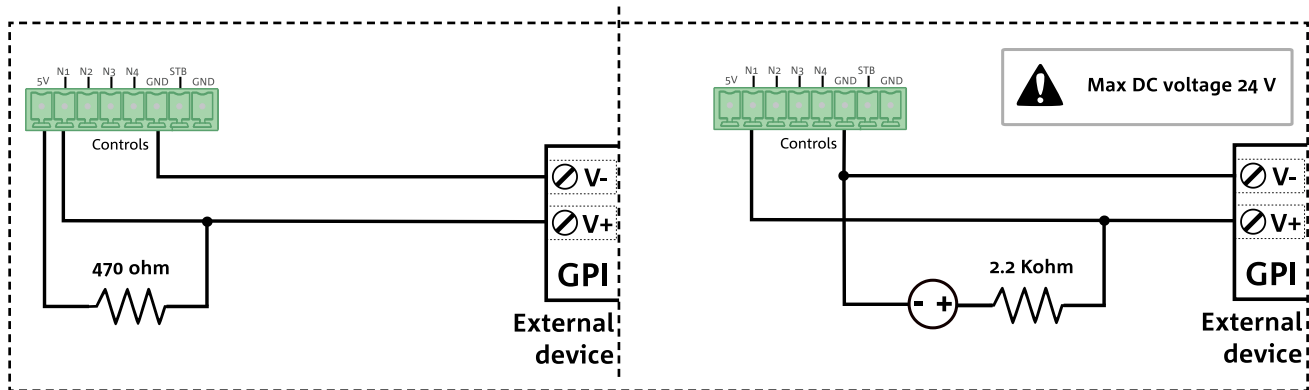 5V N1 N2 N3 N4 GND STB GND
Controls
V-
V+
470 ohm
GPI
External
device
5V N1 N2 N3 N4 GND STB GND
Max DC voltage 24 V
Controls
V-
V+
2.2 Kohm
GPI
- +
External
device